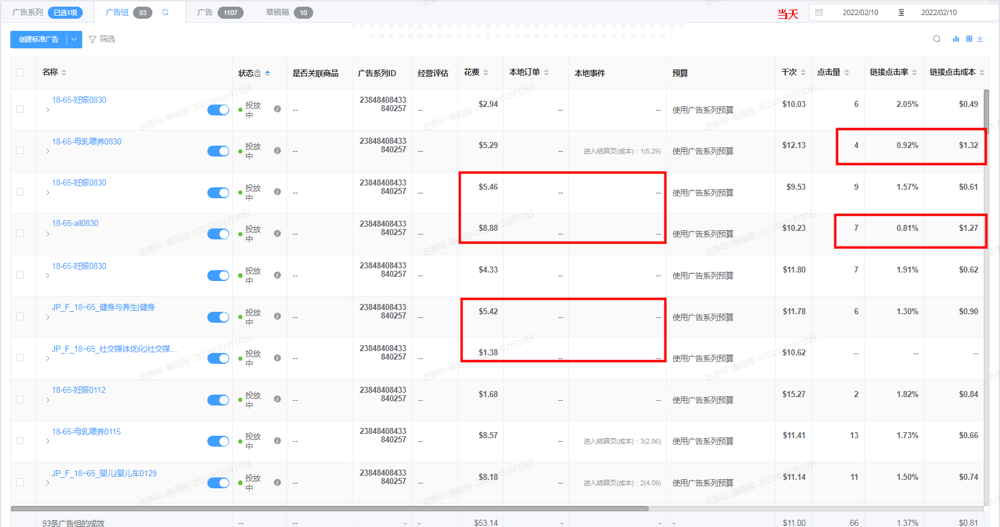 广告系列 已选1项 广告组 93 广告 1107 草稿箱 10 当天 2022/02/10 至 2022/02/10
创建标准广告 筛选
名称 状态 是否关联商品 广告系列ID 经营评估 花费 本地订单 本地事件 预算 千次 点击量 链接点击率 链接点击成本
18-65-妊娠0830 投放中 -- 23848408433840257 -- $2.94 -- -- 使用广告系列预算 $10.03 6 2.05% $0.49
18-65-母乳喂养0830 投放中 -- 23848408433840257 -- $5.29 -- 进入结算页(成本)：1(5.29) 使用广告系列预算 $12.13 4 0.92% $1.32
18-65-妊娠0830 投放中 -- 23848408433840257 -- $5.46 -- -- 使用广告系列预算 $9.53 9 1.57% $0.61
18-65-all0830 投放中 -- 23848408433840257 -- $8.88 -- -- 使用广告系列预算 $10.23 7 0.81% $1.27
18-65-妊娠0830 投放中 -- 23848408433840257 -- $4.33 -- -- 使用广告系列预算 $11.80 7 1.91% $0.62
JP_F_18~65_健身与养生|健身 投放中 -- 23848408433840257 -- $5.42 -- -- 使用广告系列预算 $11.78 6 1.30% $0.90
JP_F_18~65_社交媒体优化|社交媒... 投放中 -- 23848408433840257 -- $1.38 -- -- 使用广告系列预算 $10.62 -- -- --
18-65-妊娠0112 投放中 -- 23848408433840257 -- $1.68 -- -- 使用广告系列预算 $15.27 2 1.82% $0.84
18-65-母乳喂养0115 投放中 -- 23848408433840257 -- $8.57 -- 进入结算页(成本)：3(2.86) 使用广告系列预算 $11.41 13 1.73% $0.66
JP_F_18~65_婴儿|婴儿车0129 投放中 -- 23848408433840257 -- $8.18 -- 进入结算页(成本)：2(4.09) 使用广告系列预算 $11.14 11 1.50% $0.74
93条广告组的成效 -- -- - - $53.14 - - - $11.00 66 1.37% $0.81
吉客印-秦园园-2022年02月10日